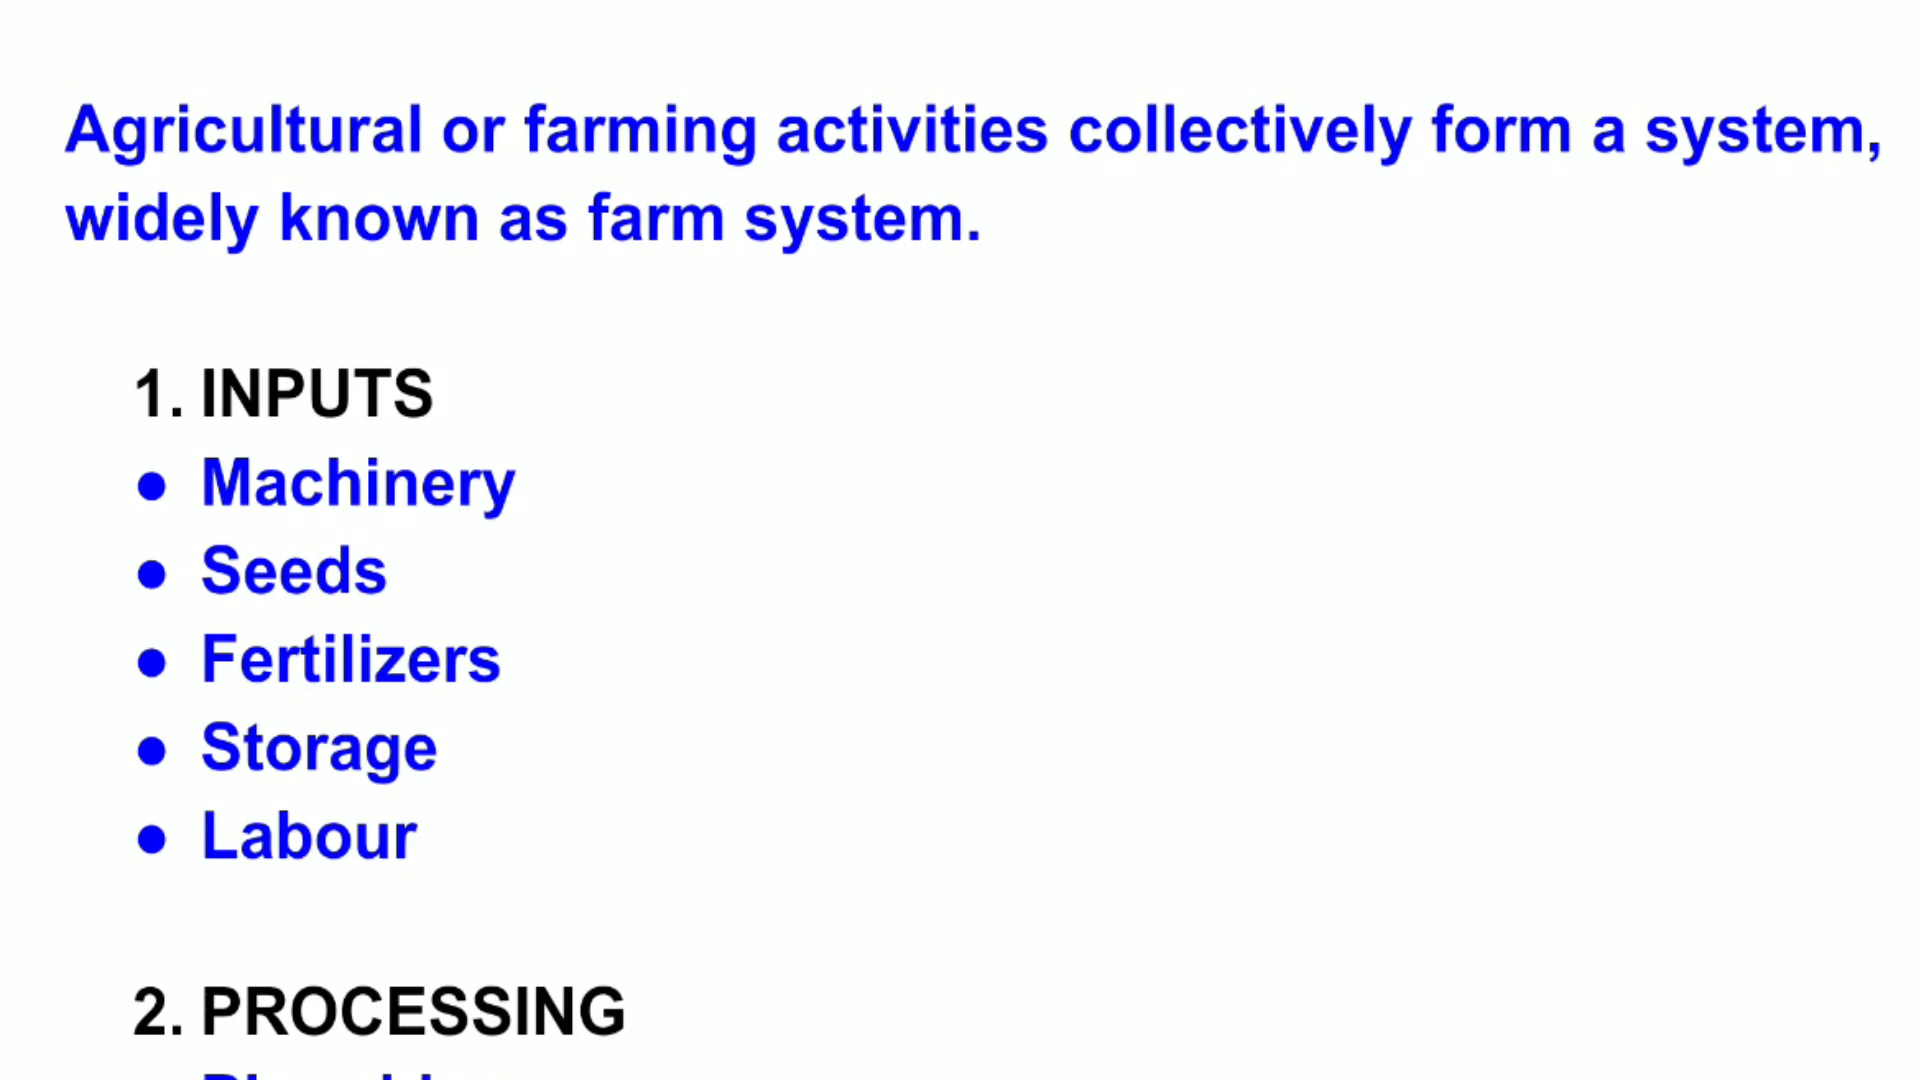 Agricultural or farming activities collectively form a system,
widely known as farm system.
1. INPUTS
● Machinery
● Seeds
● Fertilizers
● Storage
● Labour
2. PROCESSING